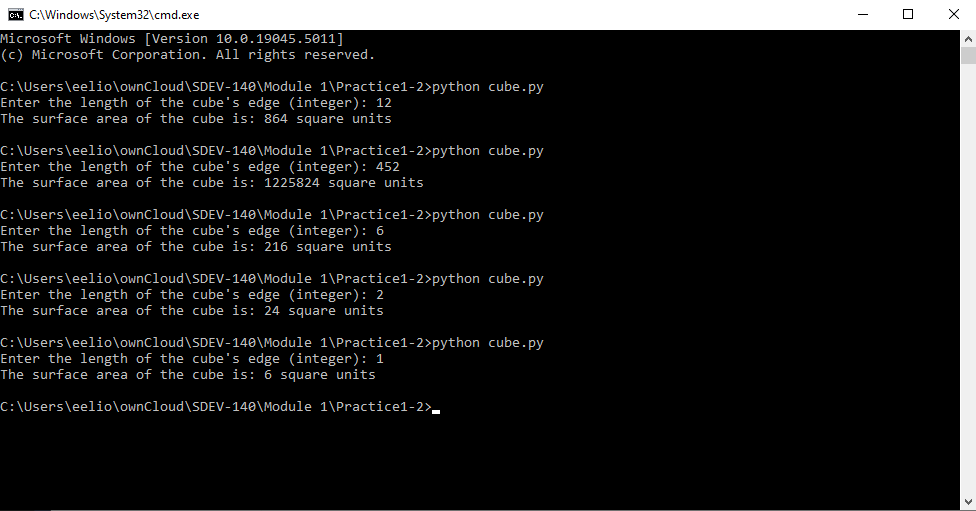 C:\Windows\System32\cmd.exe
Microsoft Windows [Version 10.0.19045.5011]
(c) Microsoft Corporation. All rights reserved.
C:\Users\eelio\ownCloud\SDEV-140\Module 1\Practice1-2>python cube.py
Enter the length of the cube's edge (integer): 12
The surface area of the cube is: 864 square units
C:\Users\eelio\ownCloud\SDEV-140\Module 1\Practice1-2>python cube.py
Enter the length of the cube's edge (integer): 452
The surface area of the cube is: 1225824 square units
C:\Users\eelio\ownCloud\SDEV-140\Module 1\Practice1-2>python cube.py
Enter the length of the cube's edge (integer): 6
The surface area of the cube is: 216 square units
C:\Users\eelio\ownCloud\SDEV-140\Module 1\Practice1-2>python cube.py
Enter the length of the cube's edge (integer): 2
The surface area of the cube is: 24 square units
C:\Users\eelio\ownCloud\SDEV-140\Module 1\Practice1-2>python cube.py
Enter the length of the cube's edge (integer): 1
The surface area of the cube is: 6 square units
C:\Users\eelio\ownCloud\SDEV-140\Module 1\Practice1-2>